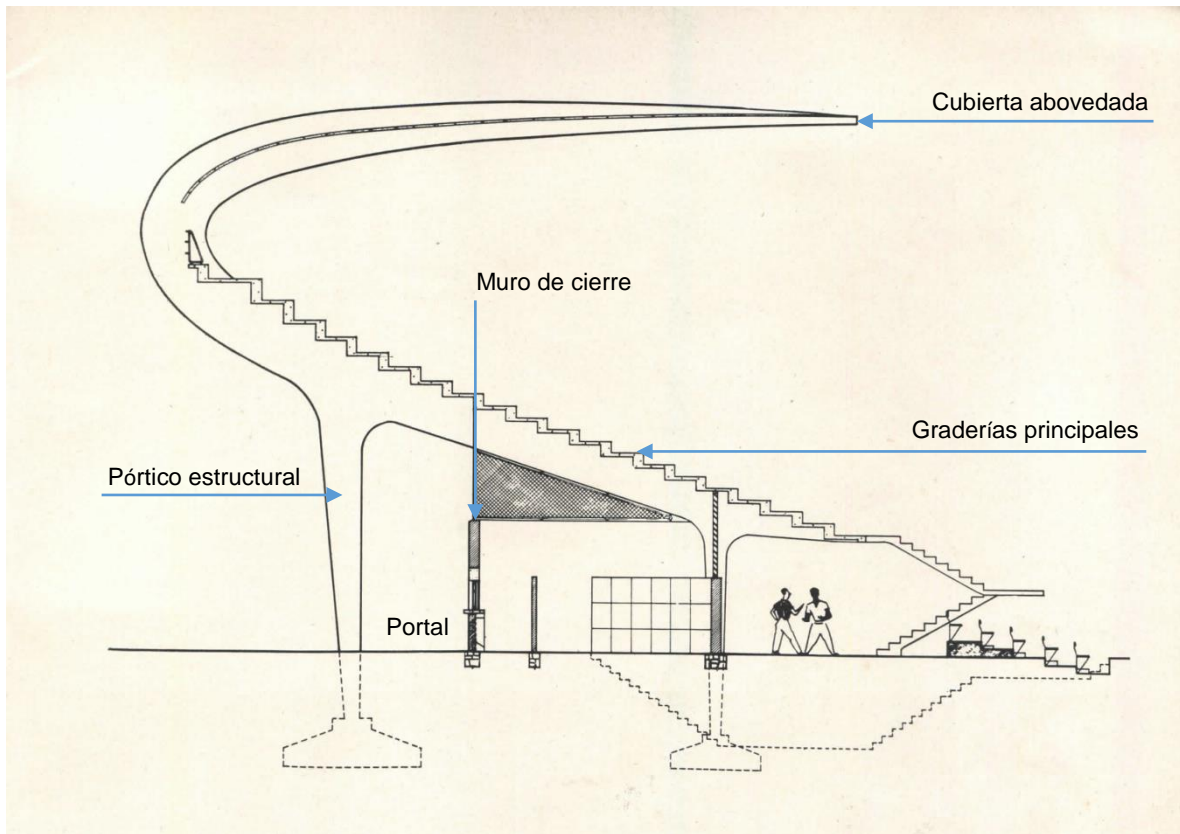 Cubierta abovedada
Muro de cierre
Graderías principales
Pórtico estructural
Portal